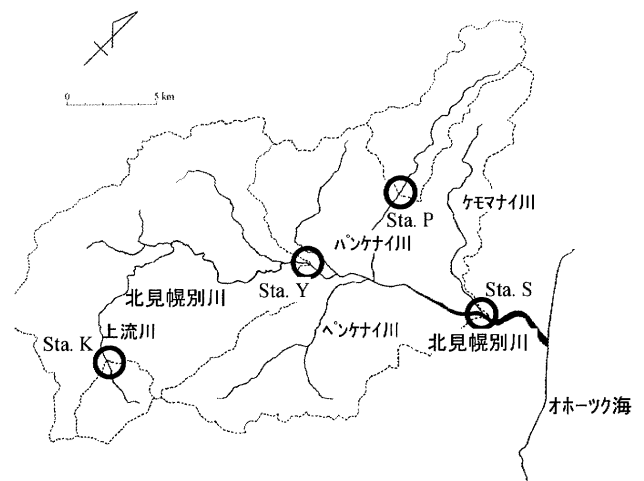 0
5 km
ケモマナイ川
Sta. P
パンケナイ川
Sta. Y
Sta. S
北見幌別川
上流川
Sta. K
ペンケナイ川
北見幌別川
オホーツク海